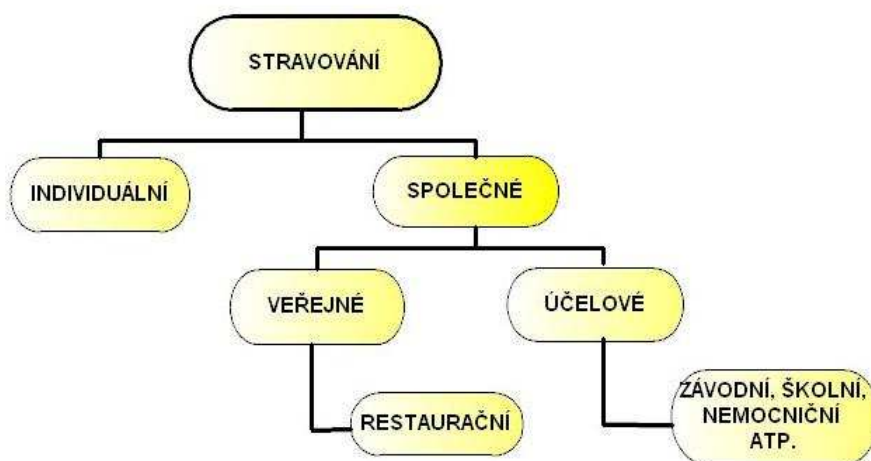 STRAVOVÁNÍ
INDIVIDUÁLNÍ
SPOLEČNÉ
VEŘEJNÉ
ÚČELOVÉ
RESTAURAČNÍ
ZÁVODNÍ, ŠKOLNÍ,
NEMOCNIČNÍ
ATP.